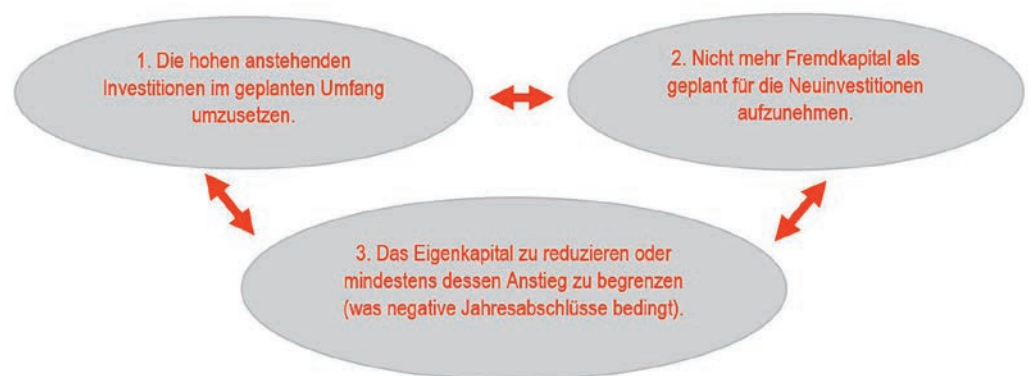 1. Die hohen anstehenden
Investitionen im geplanten Umfang
umzusetzen.
2. Nicht mehr Fremdkapital als
geplant für die Neuinvestitionen
aufzunehmen.
3. Das Eigenkapital zu reduzieren oder
mindestens dessen Anstieg zu begrenzen
(was negative Jahresabschlüsse bedingt).